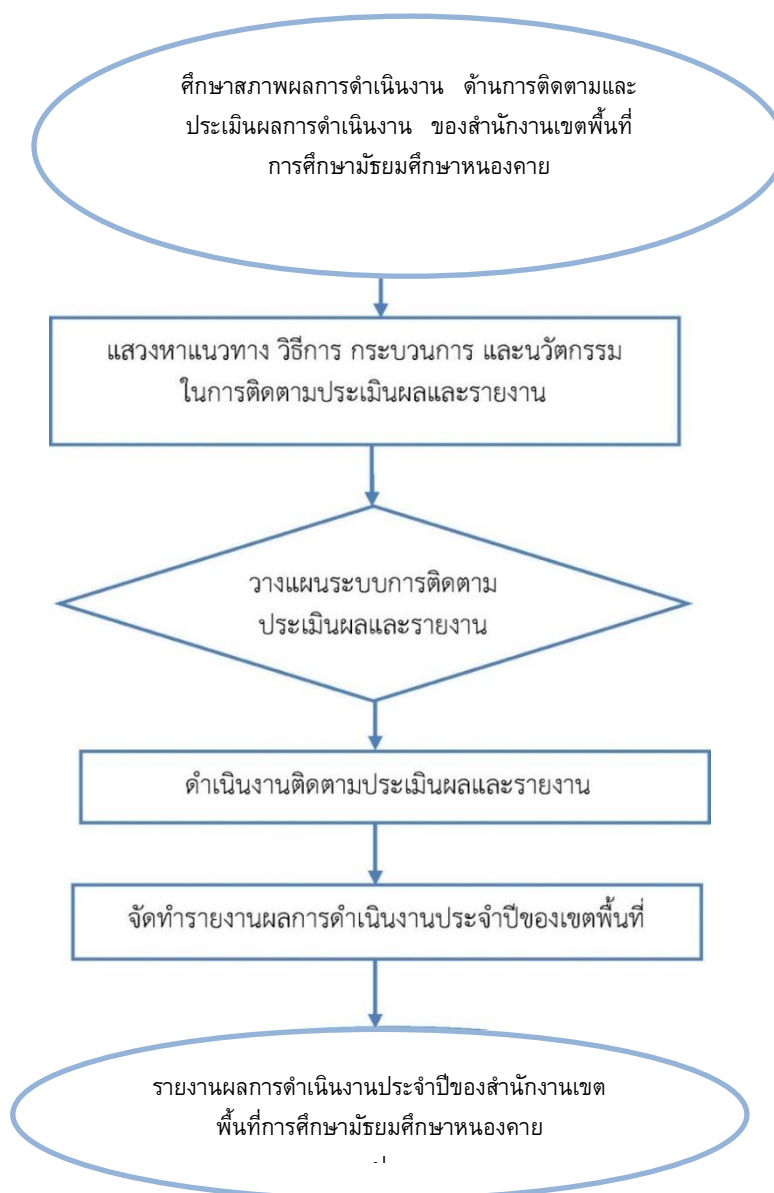 ศึกษาสภาพผลการดำเนินงาน ด้านการติดตามและ
ประเมินผลการดำเนินงาน ของสำนักงานเขตพื้นที่
การศึกษามัธยมศึกษาหนองคาย
แสวงหาแนวทาง วิธีการ กระบวนการ และนวัตกรรม
ในการติดตามประเมินผลและรายงาน
วางแผนระบบการติดตาม
ประเมินผลและรายงาน
ดำเนินงานติดตามประเมินผลและรายงาน
จัดทำรายงานผลการดำเนินงานประจำปีของเขตพื้นที่
รายงานผลการดำเนินงานประจำปีของสำนักงานเขต
พื้นที่การศึกษามัธยมศึกษาหนองคาย